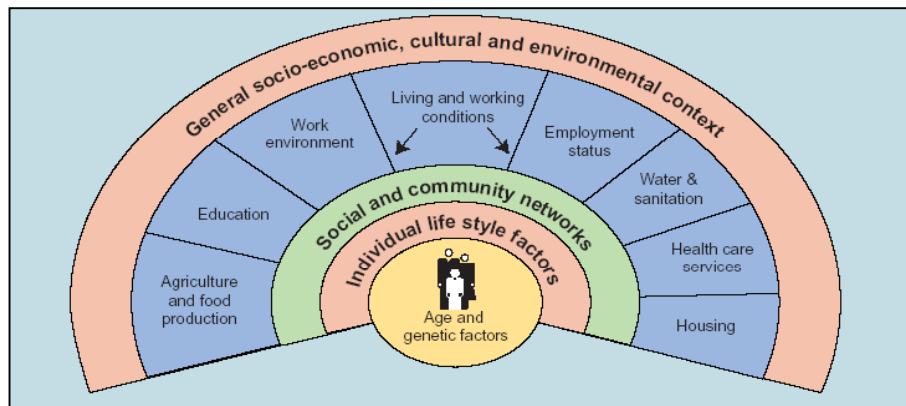 General socio-economic, cultural and environmental context
Living and working
conditions
Work
environment
Employment
status
Education
Water &
sanitation
Agriculture
and food
production
Health care
services
Housing
Social and community networks
Individual life style factors
Age and
genetic factors